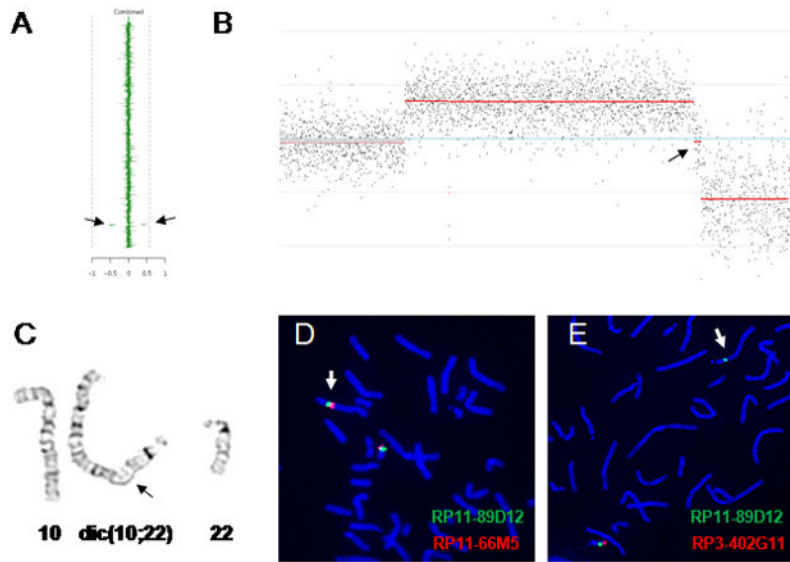 A
Combined
B
-1 -0.5 0 0.5 1
C
10 dic(10;22) 22
D
RP11-89D12
RP11-66M5
E
RP11-89D12
RP3-402G11